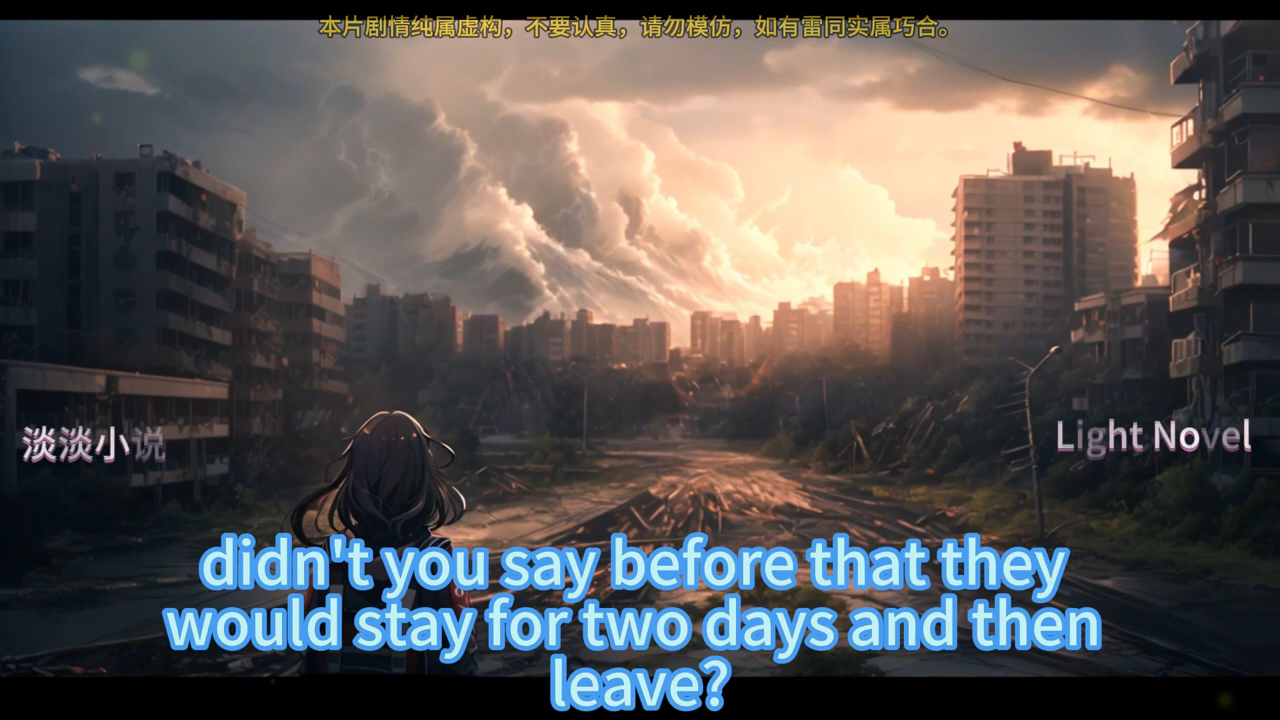 本片剧情纯属虚构，不要认真，请勿模仿，如有雷同实属巧合。
淡淡小说
Light Novel
didn't you say before that they
would stay for two days and then
leave?